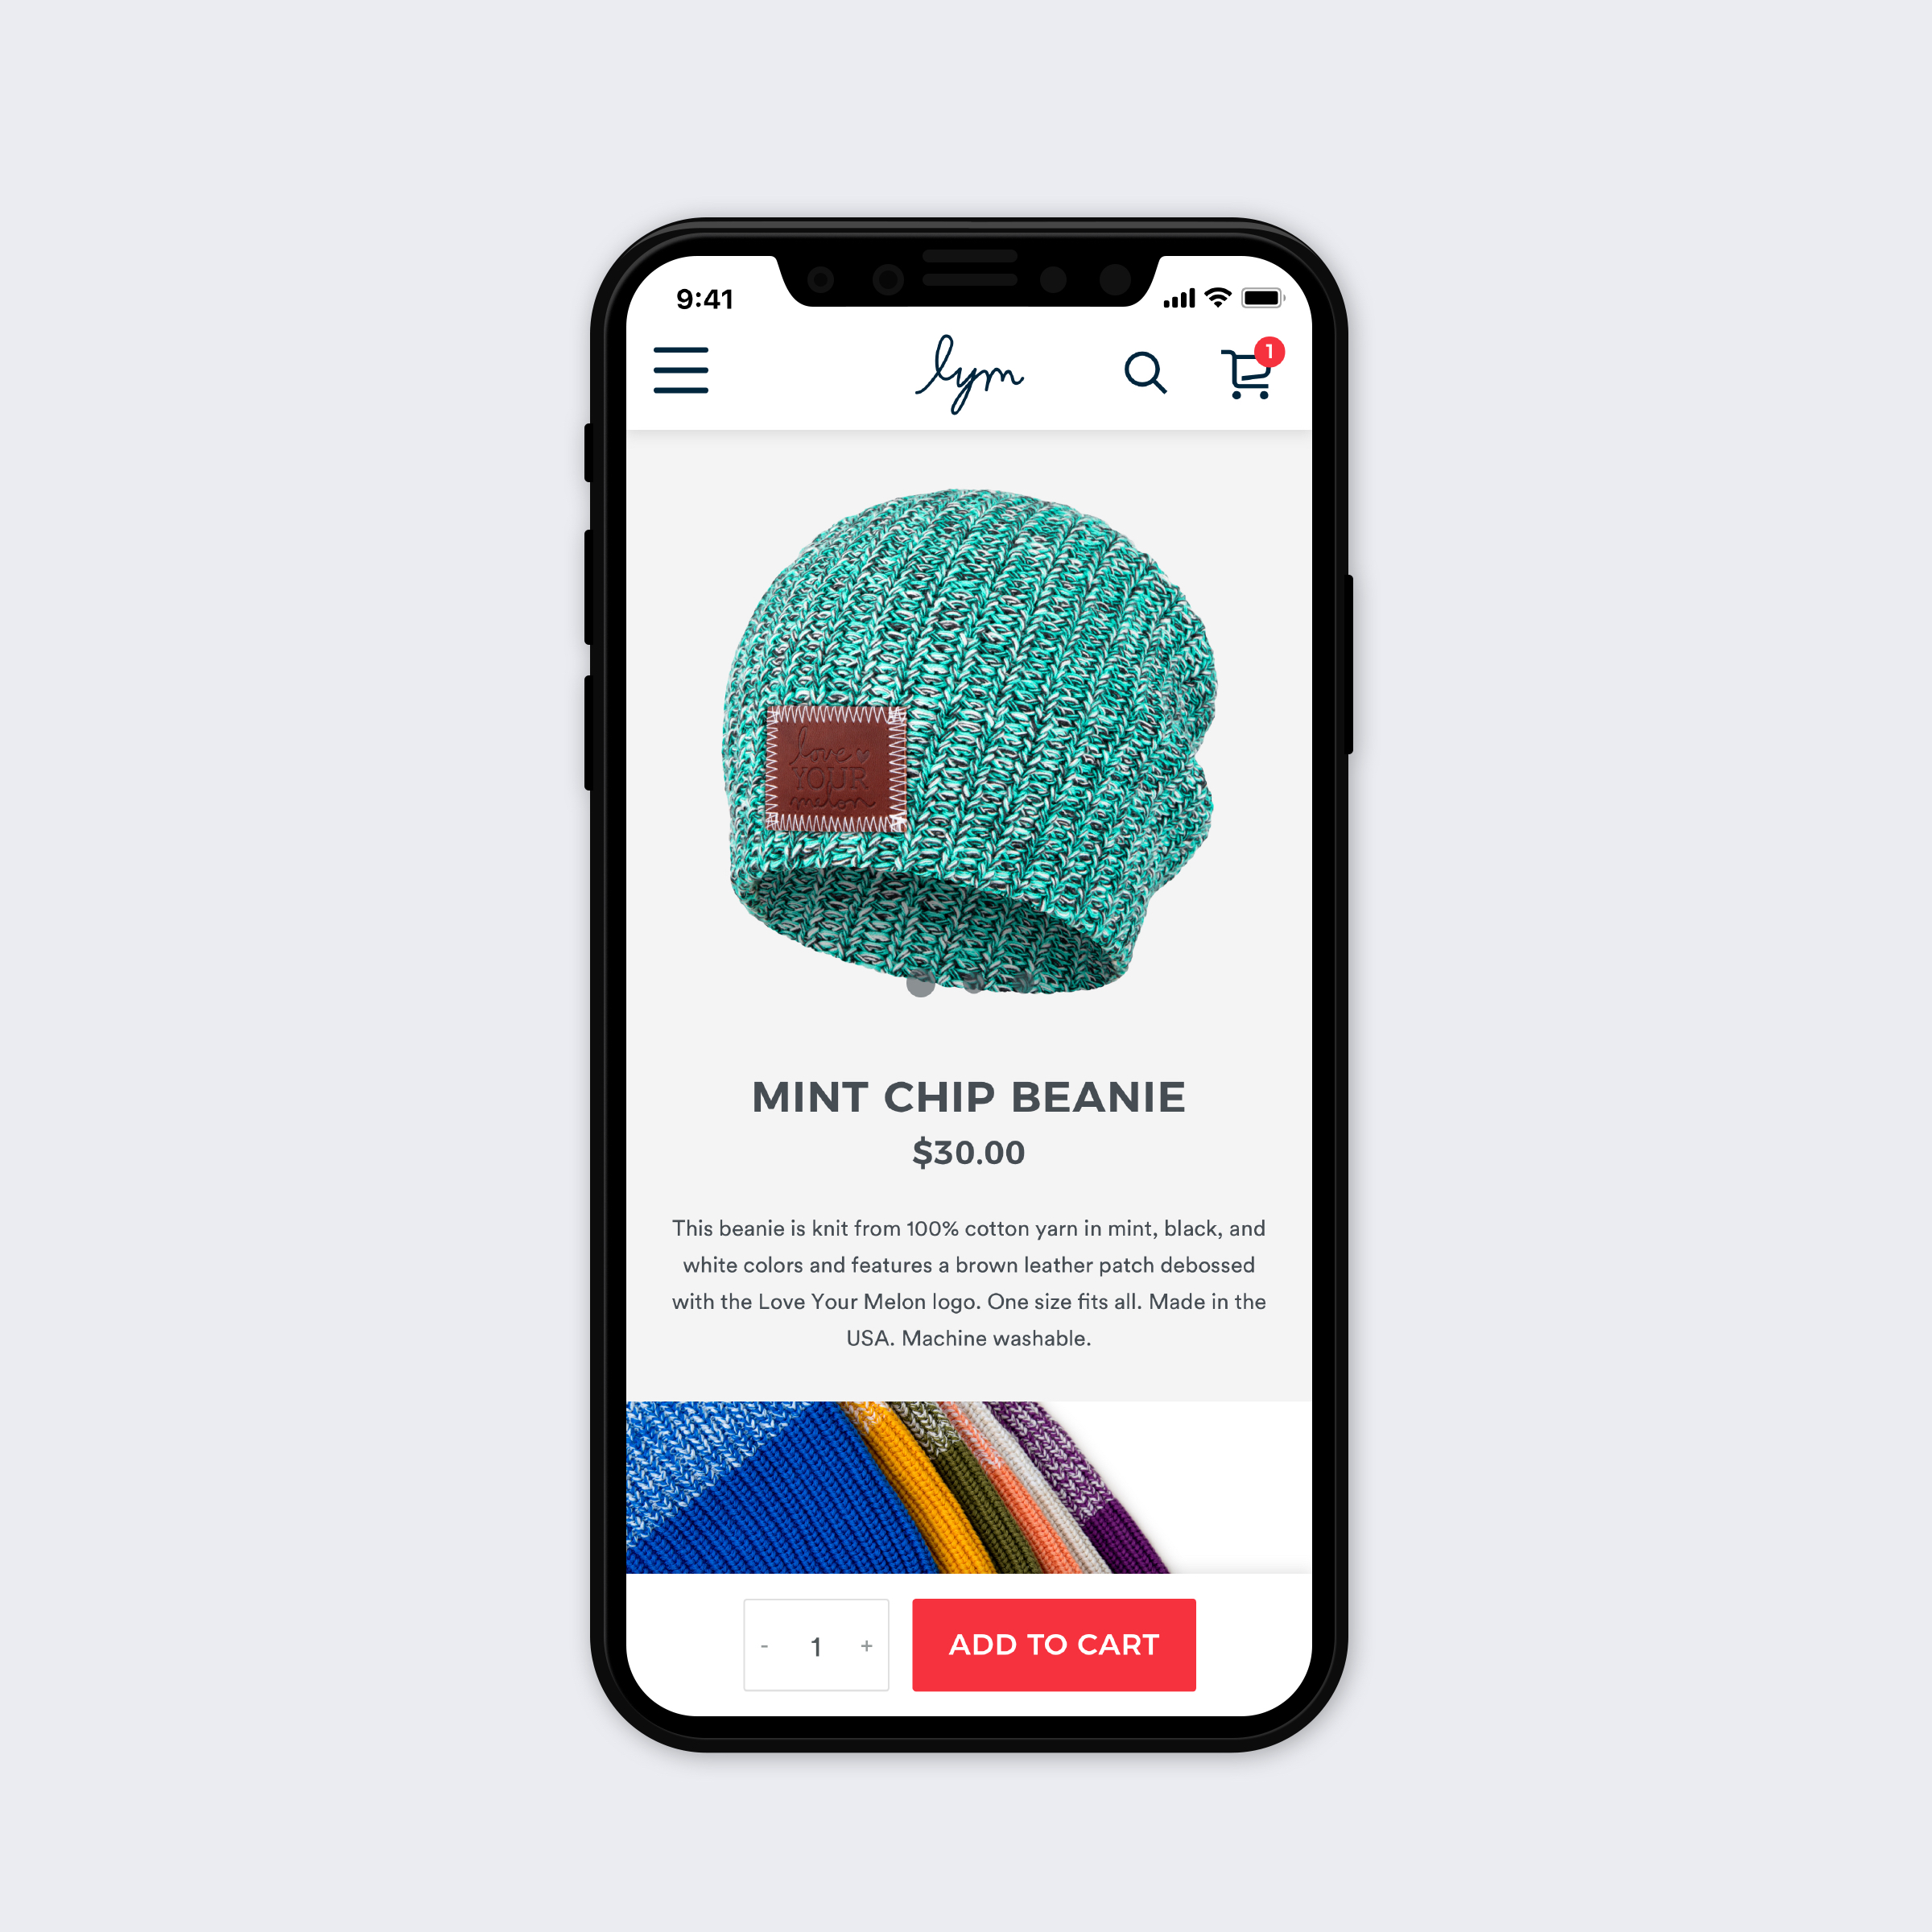 9:41
lym
1
love
YOUR
melon
MINT CHIP BEANIE
$30.00
This beanie is knit from 100% cotton yarn in mint, black, and
white colors and features a brown leather patch debossed
with the Love Your Melon logo. One size fits all. Made in the
USA. Machine washable.
- 1 +
ADD TO CART